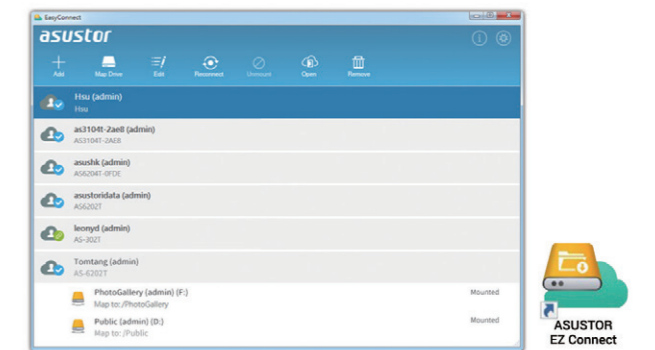 EasyConnect
asustor
Add Map Drive Edit Reconnect Unmount Open Remove
Hsu (admin)
Hsu
as3104t-2ae8 (admin)
AS3104T-2AE8
asushk (admin)
AS6204T-0FDE
asustoridata (admin)
AS6202T
leonyd (admin)
AS-302T
Tomtang (admin)
AS-6202T
PhotoGallery (admin) (F:) Mounted
Map to: /PhotoGallery
Public (admin) (D:) Mounted
Map to: /Public
ASUSTOR
EZ Connect